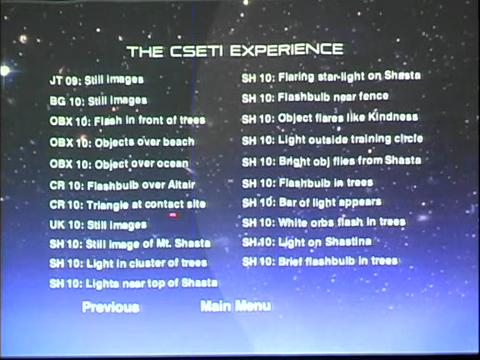 THE CSETI EXPERIENCE
JT 09: Still images
BG 10: Still images
OBX 10: Flash in front of trees
OBX 10: Objects over beach
OBX 10: Object over ocean
CR 10: Flashbulb over Altair
CR 10: Triangle at contact site
UK 10: Still images
SH 10: Still image of Mt. Shasta
SH 10: Light in cluster of trees
SH 10: Lights near top of Shasta
SH 10: Flaring star-light on Shasta
SH 10: Flashbulb near fence
SH 10: Object flares like Kindness
SH 10: Light outside training circle
SH 10: Bright obj flies from Shasta
SH 10: Flashbulb in trees
SH 10: Bar of light appears
SH 10: White orbs flash in trees
SH 10: Light on Shastina
SH 10: Brief flashbulb in trees
Previous
Main Menu